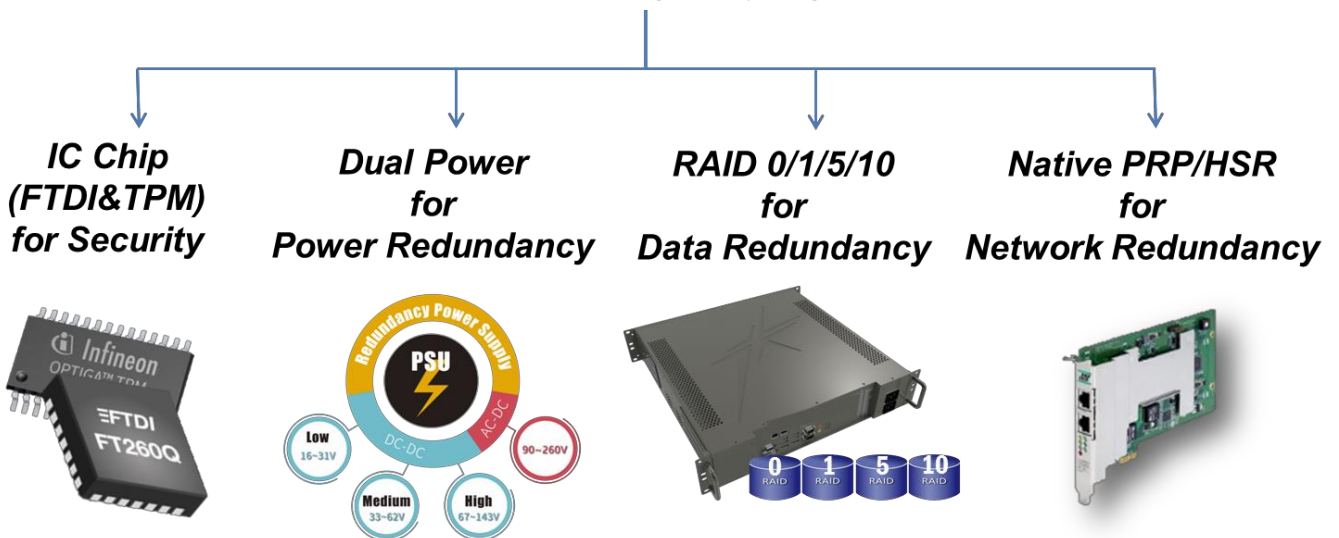 IC Chip
(FTDI&TPM)
for Security
Dual Power
for
Power Redundancy
RAID 0/1/5/10
for
Data Redundancy
Native PRP/HSR
for
Network Redundancy
Infineon
OPTIGA™ TPM
FTDI
FT260Q
Redundancy Power Supply
PSU
DC-DC
AC-DC
Low
16~31V
Medium
33~62V
High
67~143V
90~260V
0
RAID
1
RAID
5
RAID
10
RAID